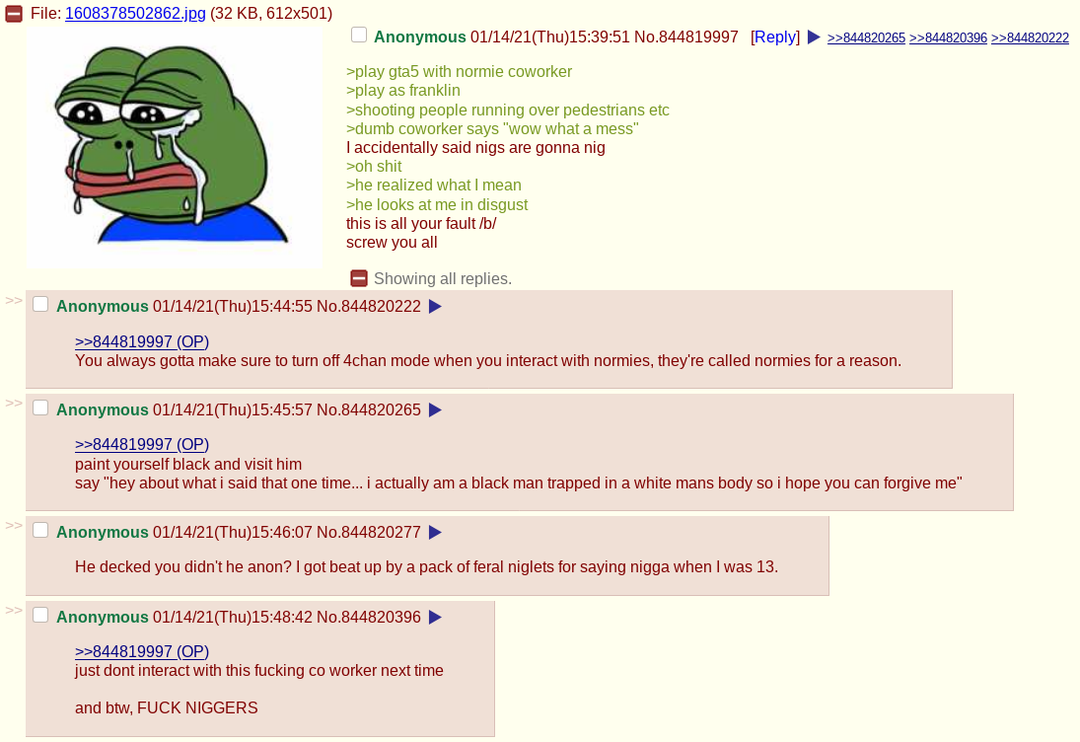 File: 1608378502862.jpg (32 KB, 612x501)
Anonymous 01/14/21(Thu)15:39:51 No.844819997 [Reply] ▶ >>844820265 >>844820396 >>844820222
>play gta5 with normie coworker
>play as franklin
>shooting people running over pedestrians etc
>dumb coworker says "wow what a mess"
I accidentally said nigs are gonna nig
>oh shit
>he realized what I mean
>he looks at me in disgust
this is all your fault /b/
screw you all
Showing all replies.
>> Anonymous 01/14/21(Thu)15:44:55 No.844820222 ▶
>>844819997 (OP)
You always gotta make sure to turn off 4chan mode when you interact with normies, they're called normies for a reason.
>> Anonymous 01/14/21(Thu)15:45:57 No.844820265 ▶
>>844819997 (OP)
paint yourself black and visit him
say "hey about what i said that one time... i actually am a black man trapped in a white mans body so i hope you can forgive me"
>> Anonymous 01/14/21(Thu)15:46:07 No.844820277 ▶
He decked you didn't he anon? I got beat up by a pack of feral niglets for saying nigga when I was 13.
>> Anonymous 01/14/21(Thu)15:48:42 No.844820396 ▶
>>844819997 (OP)
just dont interact with this fucking co worker next time
and btw, FUCK NIGGERS